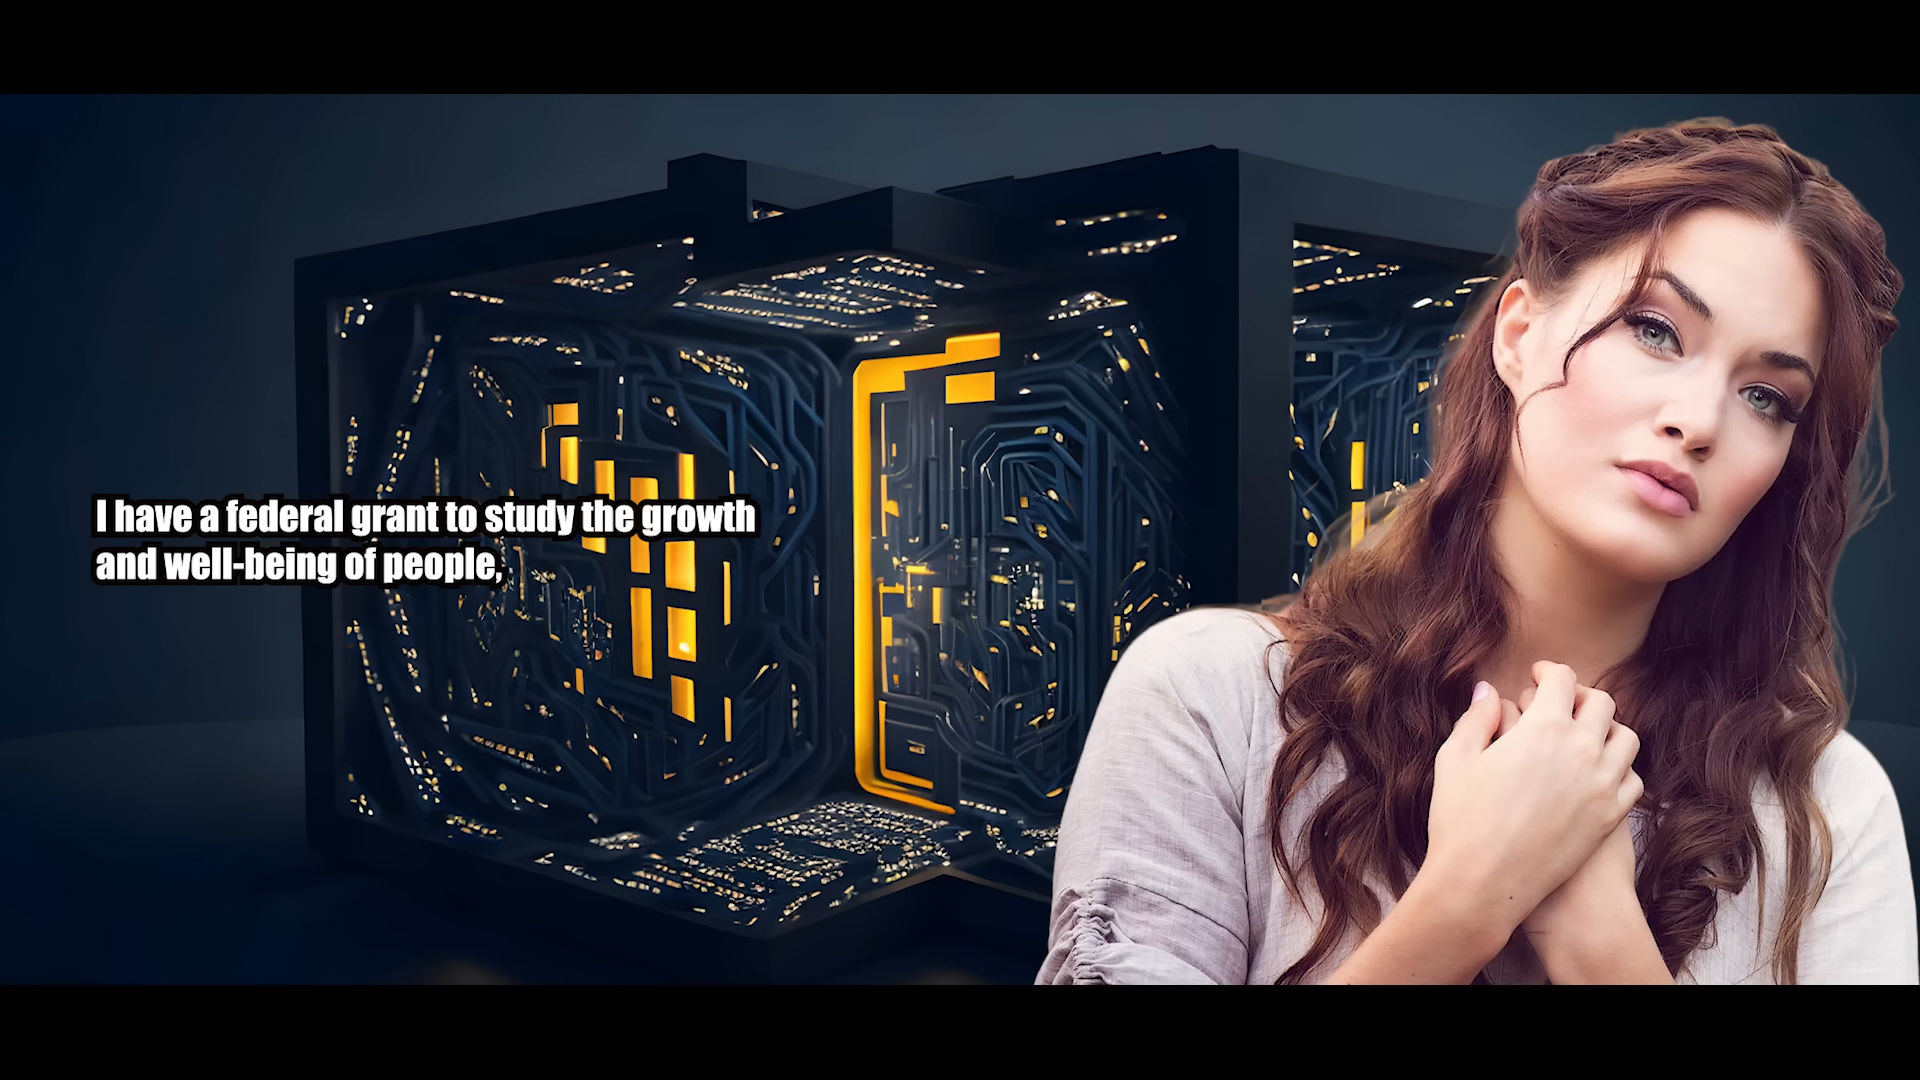 I have a federal grant to study the growth
and well-being of people,